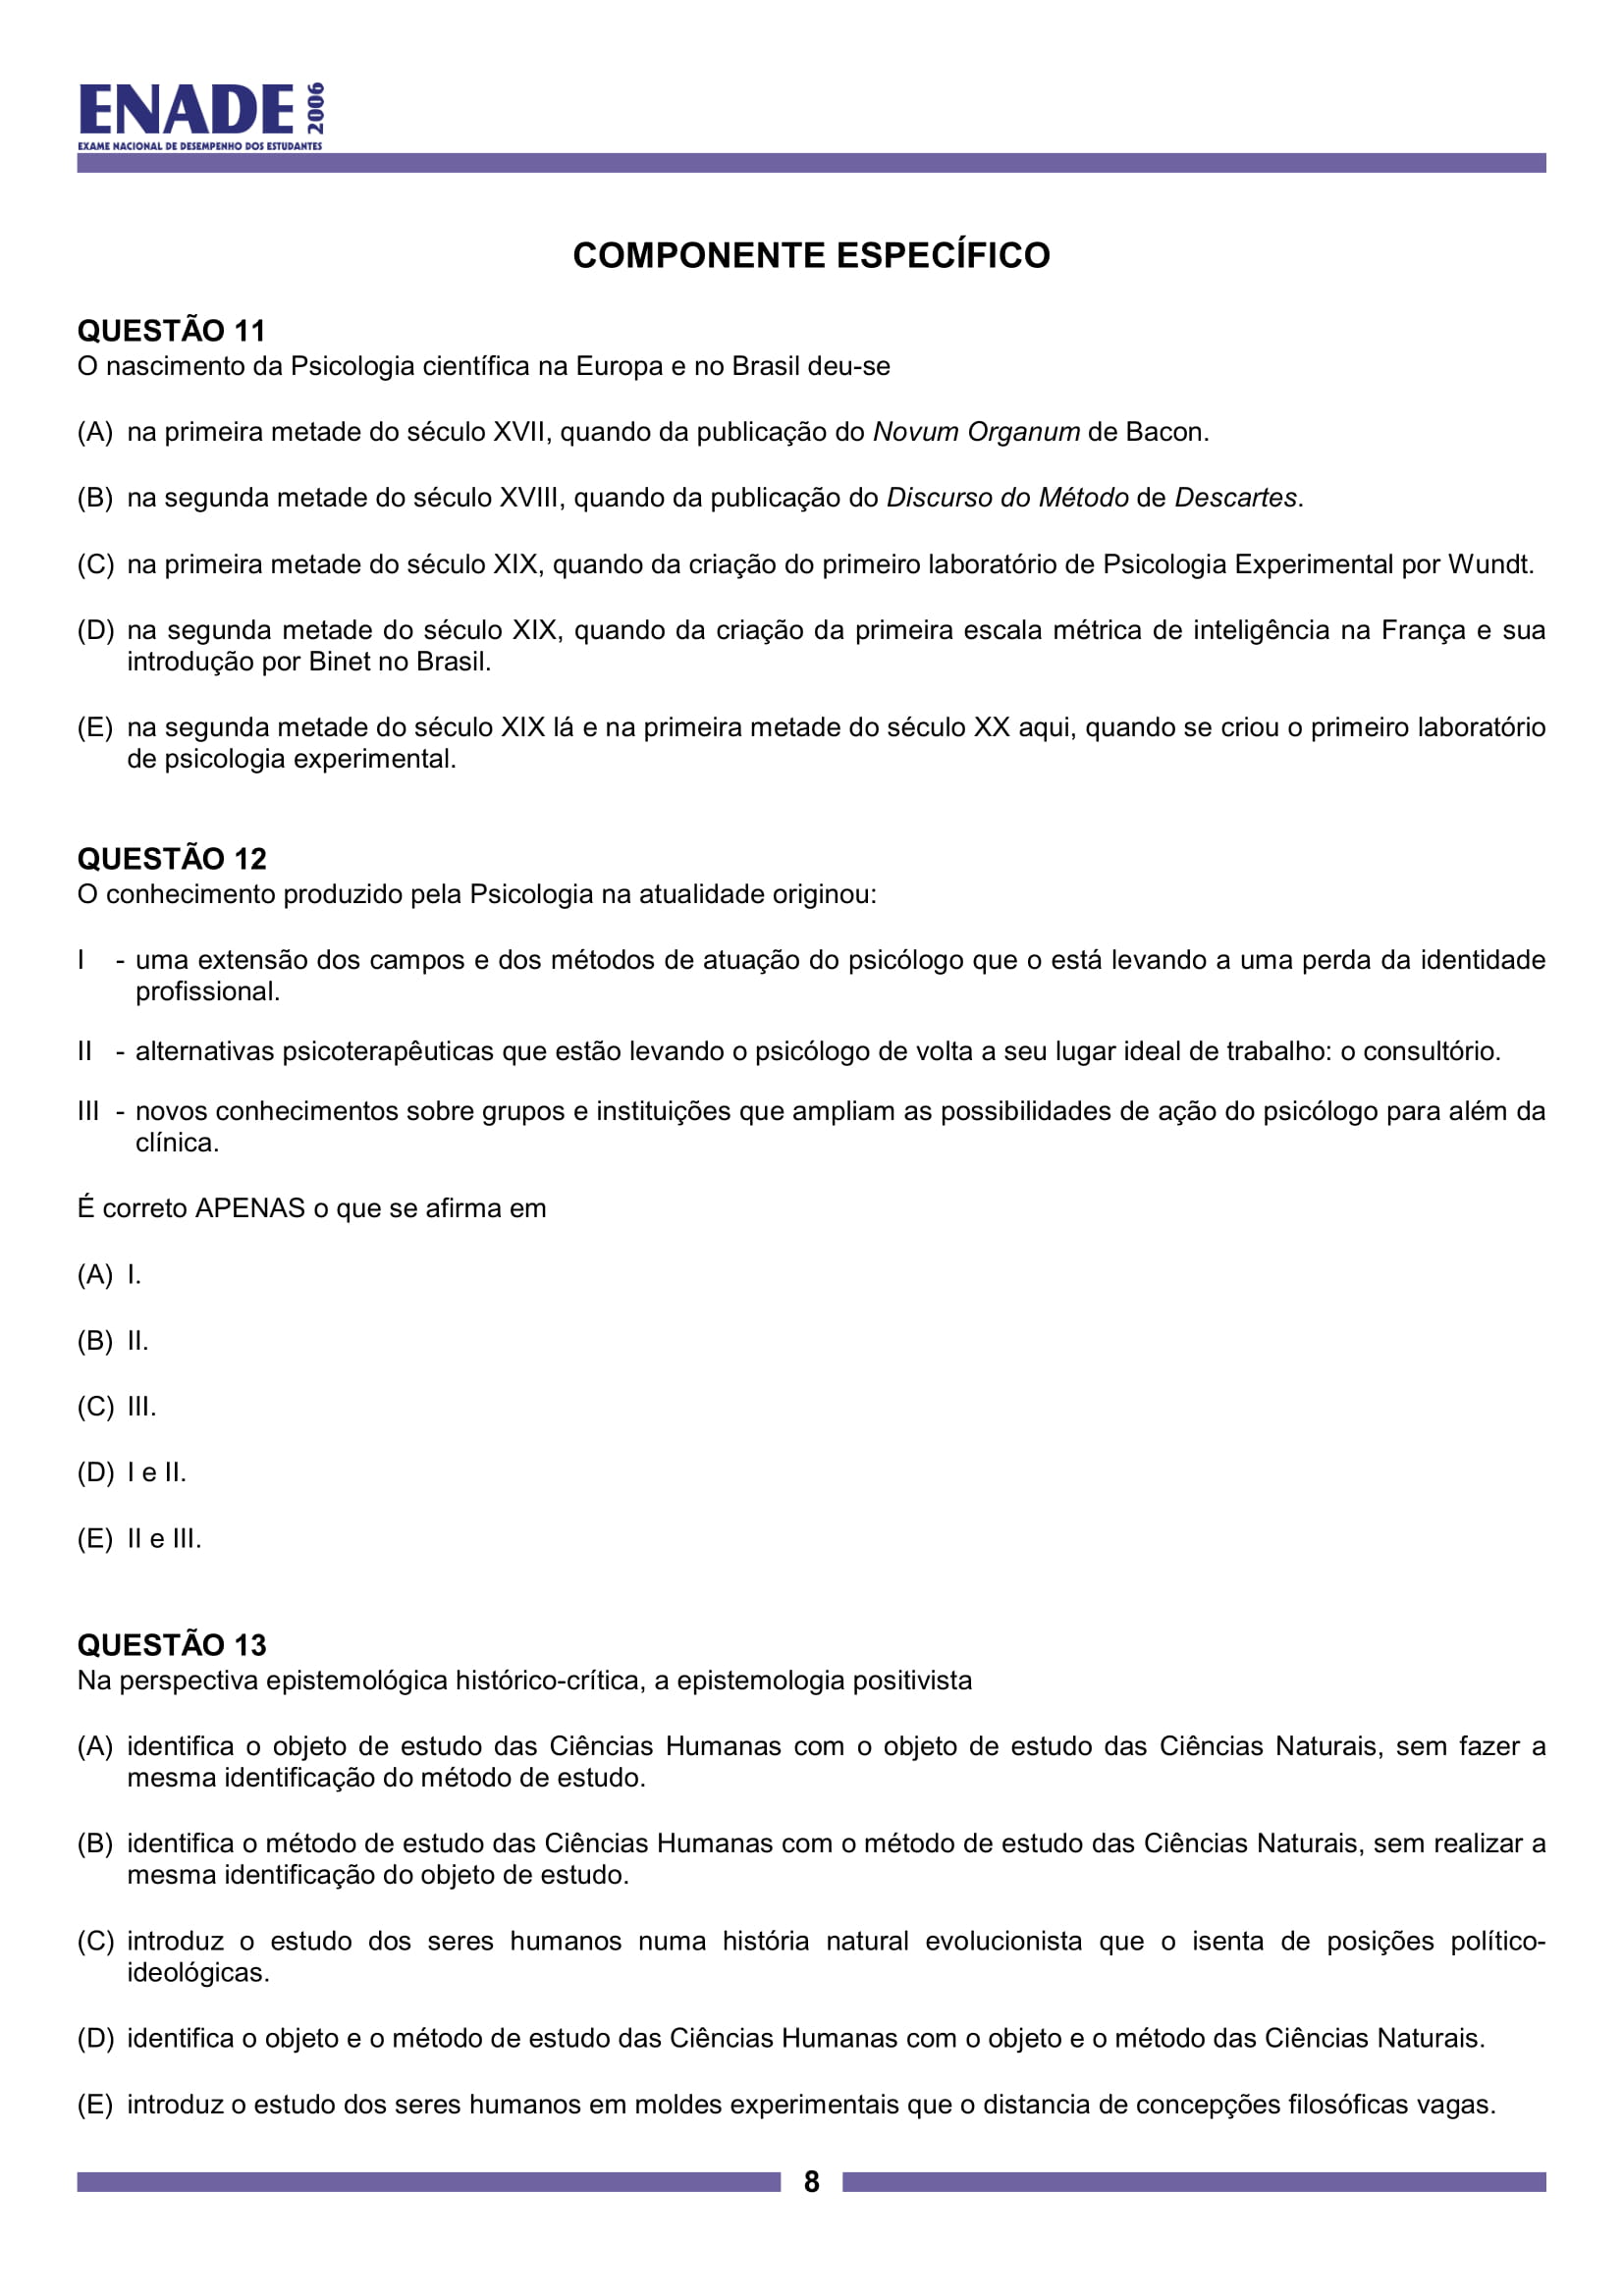 ENADE 2006
EXAME NACIONAL DE DESEMPENHO DOS ESTUDANTES
COMPONENTE ESPECÍFICO
QUESTÃO 11
O nascimento da Psicologia científica na Europa e no Brasil deu-se
(A) na primeira metade do século XVII, quando da publicação do Novum Organum de Bacon.
(B) na segunda metade do século XVIII, quando da publicação do Discurso do Método de Descartes.
(C) na primeira metade do século XIX, quando da criação do primeiro laboratório de Psicologia Experimental por Wundt.
(D) na segunda metade do século XIX, quando da criação da primeira escala métrica de inteligência na França e sua
introdução por Binet no Brasil.
(E) na segunda metade do século XIX lá e na primeira metade do século XX aqui, quando se criou o primeiro laboratório
de psicologia experimental.
QUESTÃO 12
O conhecimento produzido pela Psicologia na atualidade originou:
I - uma extensão dos campos e dos métodos de atuação do psicólogo que o está levando a uma perda da identidade
profissional.
II - alternativas psicoterapêuticas que estão levando o psicólogo de volta a seu lugar ideal de trabalho: o consultório.
III - novos conhecimentos sobre grupos e instituições que ampliam as possibilidades de ação do psicólogo para além da
clínica.
É correto APENAS o que se afirma em
(A) I.
(B) II.
(C) III.
(D) I e II.
(E) II e III.
QUESTÃO 13
Na perspectiva epistemológica histórico-crítica, a epistemologia positivista
(A) identifica o objeto de estudo das Ciências Humanas com o objeto de estudo das Ciências Naturais, sem fazer a
mesma identificação do método de estudo.
(B) identifica o método de estudo das Ciências Humanas com o método de estudo das Ciências Naturais, sem realizar a
mesma identificação do objeto de estudo.
(C) introduz o estudo dos seres humanos numa história natural evolucionista que o isenta de posições político-
ideológicas.
(D) identifica o objeto e o método de estudo das Ciências Humanas com o objeto e o método das Ciências Naturais.
(E) introduz o estudo dos seres humanos em moldes experimentais que o distancia de concepções filosóficas vagas.
8